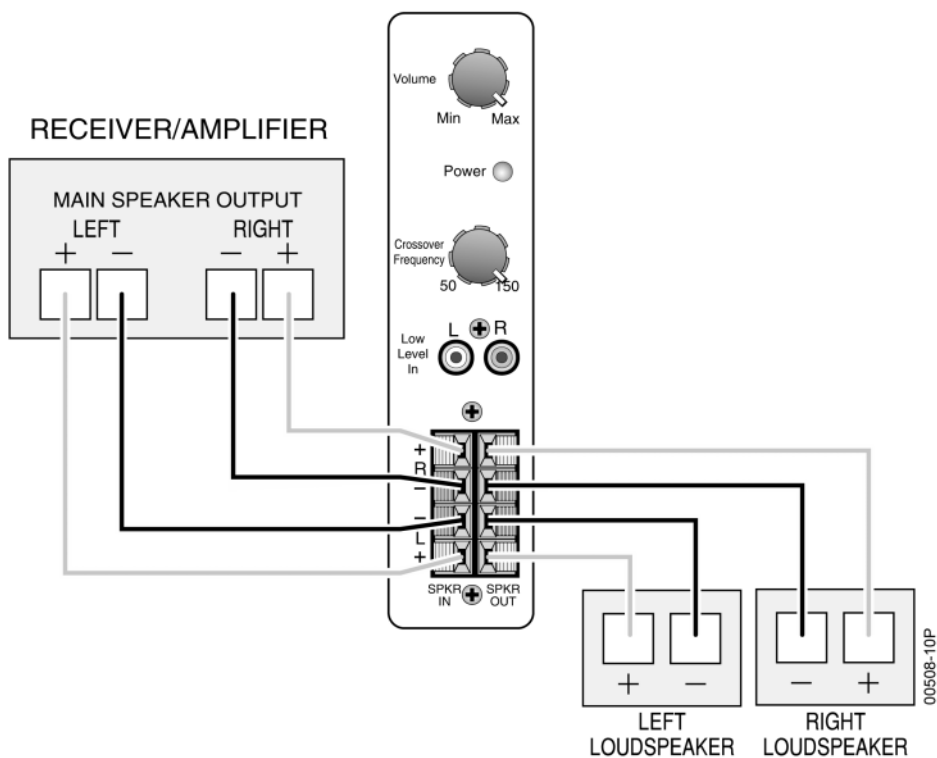 RECEIVER/AMPLIFIER
MAIN SPEAKER OUTPUT
LEFT RIGHT
+ − − +
Volume
Min Max
Power
Crossover
Frequency
50 150
L R
Low
Level
In
+
R
−
−
L
+
SPKR
IN
SPKR
OUT
+ −
LEFT
LOUDSPEAKER
− +
RIGHT
LOUDSPEAKER
00508-10P